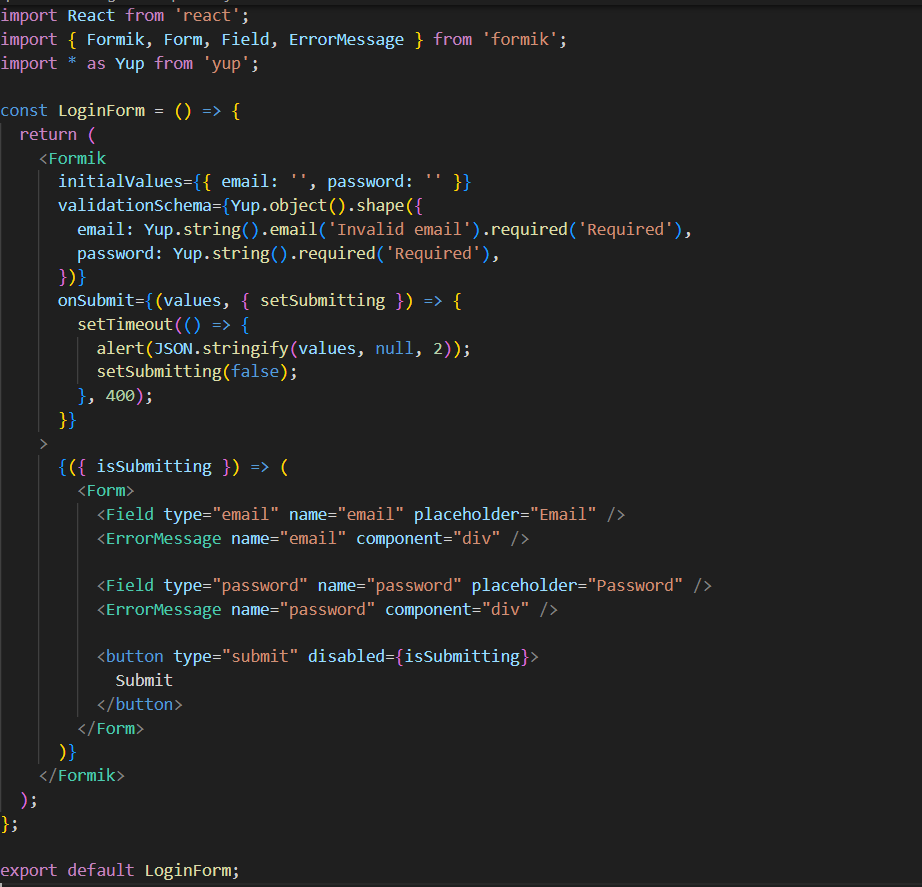 import React from 'react';
import { Formik, Form, Field, ErrorMessage } from 'formik';
import * as Yup from 'yup';

const LoginForm = () => {
  return (
    <Formik
      initialValues={{ email: '', password: '' }}
      validationSchema={Yup.object().shape({
        email: Yup.string().email('Invalid email').required('Required'),
        password: Yup.string().required('Required'),
      })}
      onSubmit={(values, { setSubmitting }) => {
        setTimeout(() => {
          alert(JSON.stringify(values, null, 2));
          setSubmitting(false);
        }, 400);
      }}
    >
      {({ isSubmitting }) => (
        <Form>
          <Field type="email" name="email" placeholder="Email" />
          <ErrorMessage name="email" component="div" />

          <Field type="password" name="password" placeholder="Password" />
          <ErrorMessage name="password" component="div" />

          <button type="submit" disabled={isSubmitting}>
            Submit
          </button>
        </Form>
      )}
    </Formik>
  );
};

export default LoginForm;